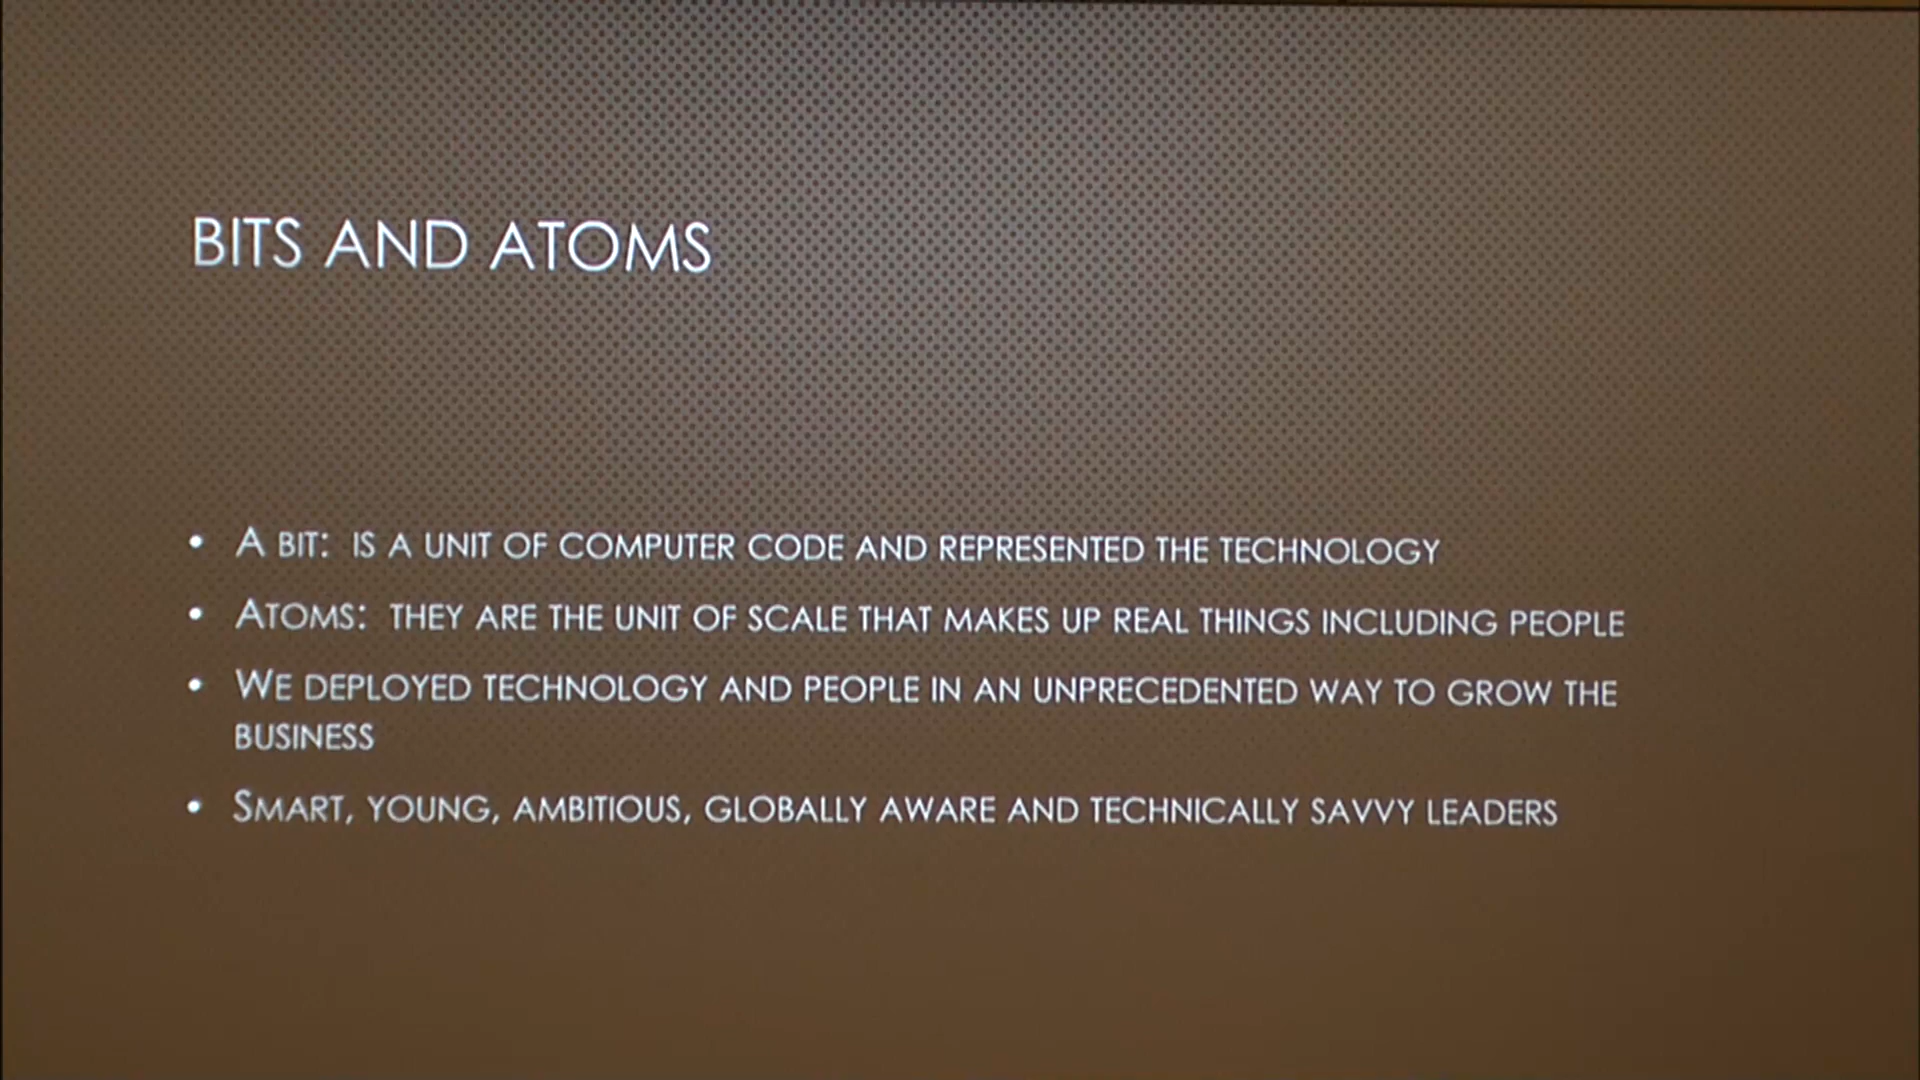 BITS AND ATOMS
• A BIT: IS A UNIT OF COMPUTER CODE AND REPRESENTED THE TECHNOLOGY
• ATOMS: THEY ARE THE UNIT OF SCALE THAT MAKES UP REAL THINGS INCLUDING PEOPLE
• WE DEPLOYED TECHNOLOGY AND PEOPLE IN AN UNPRECEDENTED WAY TO GROW THE
BUSINESS
• SMART, YOUNG, AMBITIOUS, GLOBALLY AWARE AND TECHNICALLY SAVVY LEADERS